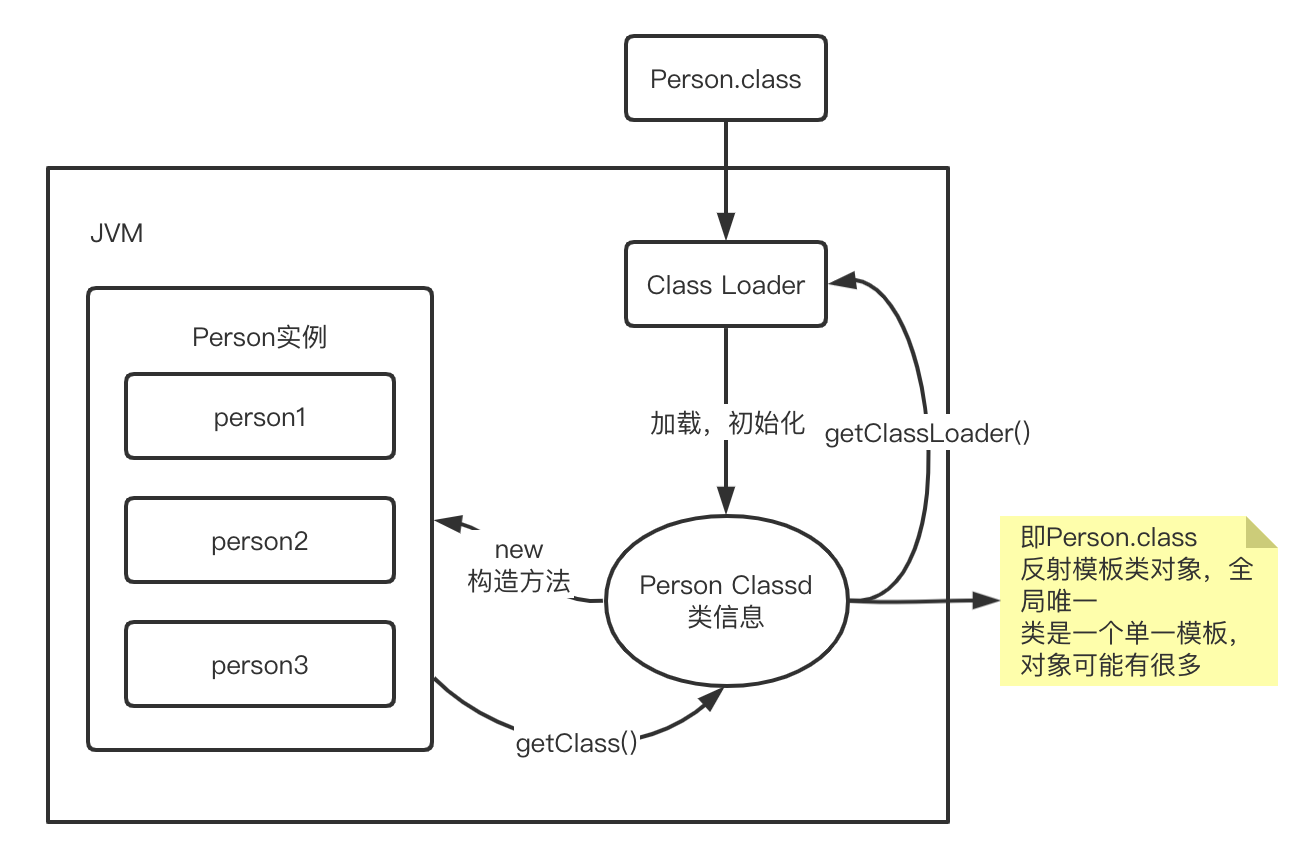 Person.class
JVM
Class Loader
Person实例
person1
加载，初始化
getClassLoader()
person2
new
构造方法
Person Classd
类信息
即Person.class
反射模板类对象，全
局唯一
类是一个单一模板，
对象可能有很多
person3
getClass()